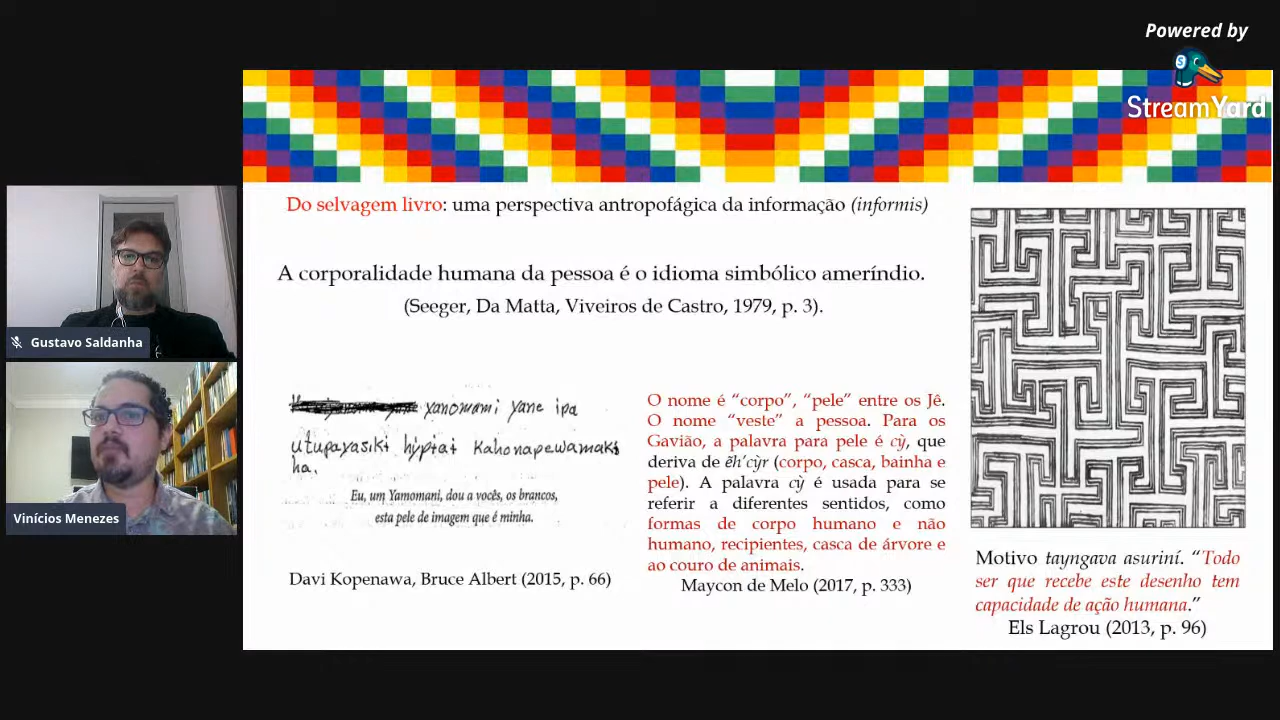 Powered by
StreamYard
Do selvagem livro: uma perspectiva antropofágica da informação (informis)
A corporalidade humana da pessoa é o idioma simbólico ameríndio.
(Seeger, Da Matta, Viveiros de Castro, 1979, p. 3).
Gustavo Saldanha
Vinícios Menezes
yanomami yane ipa
utupayasiki hɨpɨai kahonapewamakɨ
ha.
Eu, um Yamomani, dou a vocês, os brancos,
esta pele de imagem que é minha.
Davi Kopenawa, Bruce Albert (2015, p. 66)
O nome é “corpo”, “pele” entre os Jê.
O nome “veste” a pessoa. Para os
Gavião, a palavra para pele é cỳ, que
deriva de ẽh’cỳr (corpo, casca, bainha e
pele). A palavra cỳ é usada para se
referir a diferentes sentidos, como
formas de corpo humano e não
humano, recipientes, casca de árvore e
ao couro de animais.
Maycon de Melo (2017, p. 333)
Motivo tayngava asuriní. “Todo
ser que recebe este desenho tem
capacidade de ação humana.”
Els Lagrou (2013, p. 96)